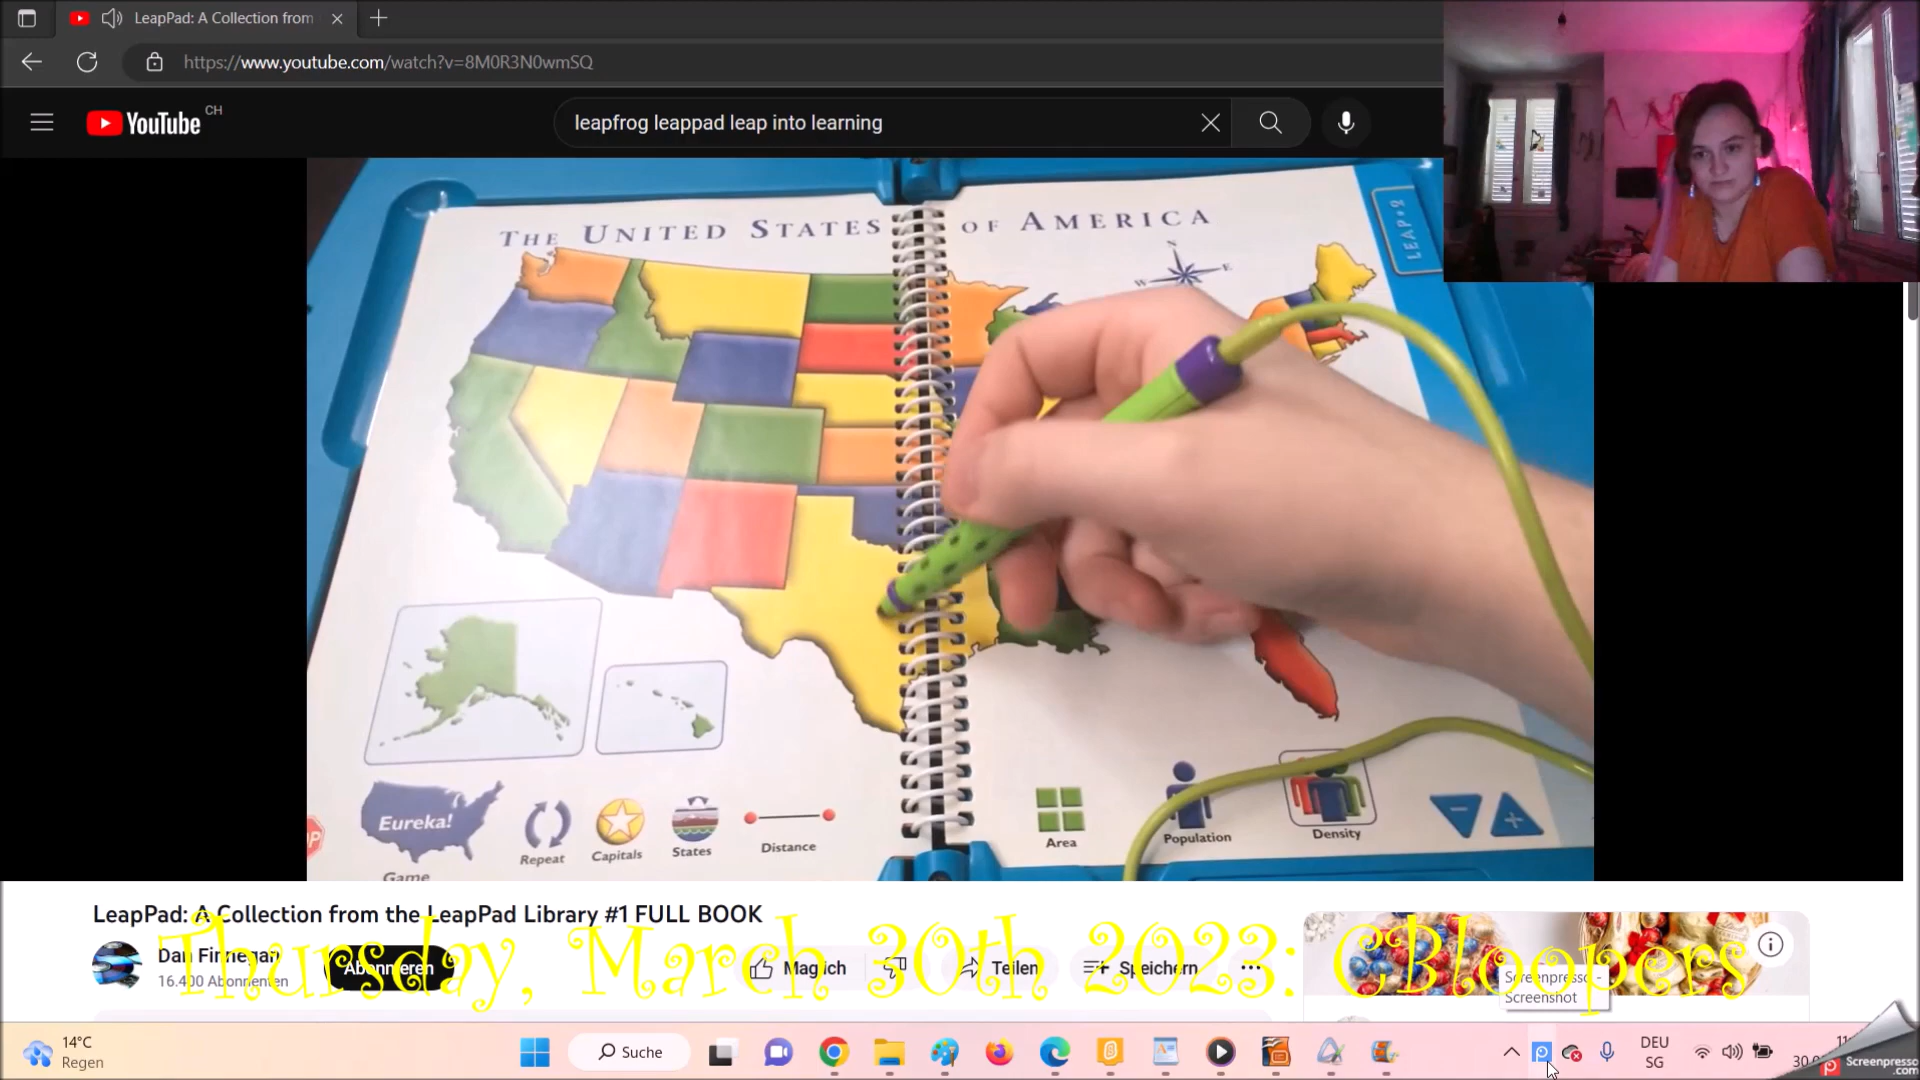 LeapPad: A Collection from
https://www.youtube.com/watch?v=8M0R3N0wmSQ
YouTube CH
leapfrog leappad leap into learning
THE UNITED STATES OF AMERICA
N
W E
LEAP#2
Eureka!
Game
Repeat
Capitals
States
Distance
Area
Population
Density
LeapPad: A Collection from the LeapPad Library #1 FULL BOOK
Dan Finnegan
16.400 Abonnenten
Abonnieren
Mag ich
Teilen
Speichern
Thursday, March 30th 2023: CBloopers
Screenpresso -
Screenshot
14°C
Regen
Suche
DEU
SG
Screenpresso
.com